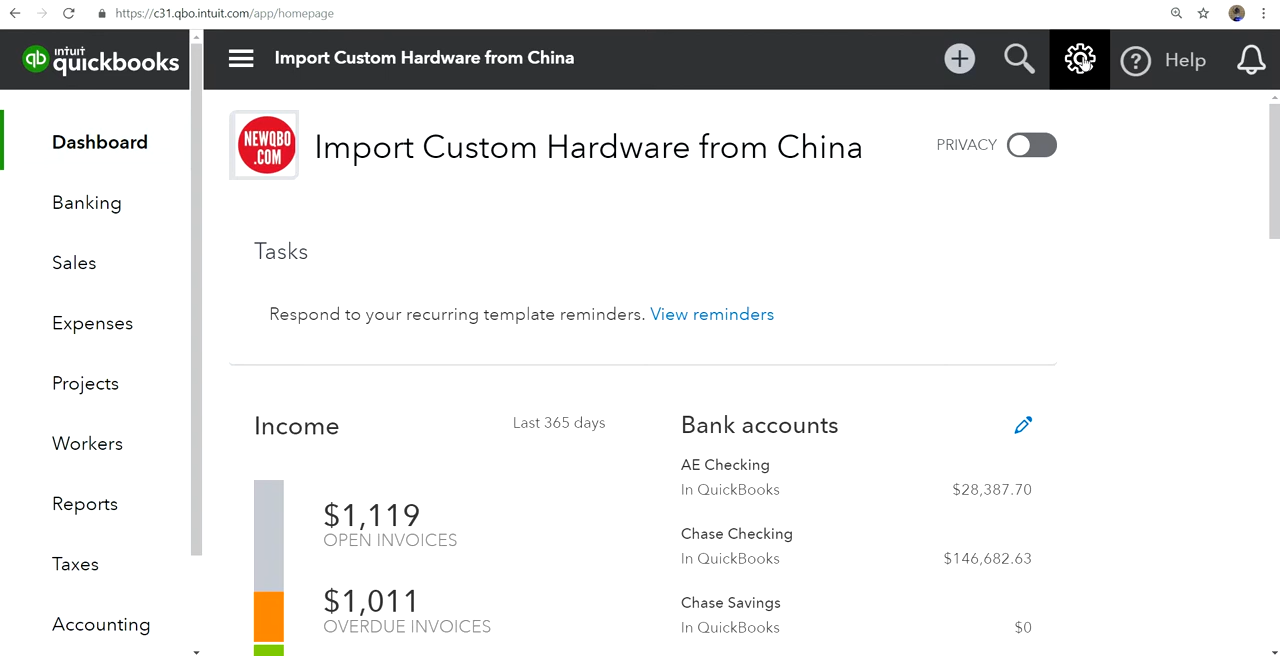 https://c31.qbo.intuit.com/app/homepage
qb intuit quickbooks
Import Custom Hardware from China
Help
Dashboard
Banking
Sales
Expenses
Projects
Workers
Reports
Taxes
Accounting
NEWQBO
.COM
Import Custom Hardware from China
PRIVACY
Tasks
Respond to your recurring template reminders. View reminders
Income
Last 365 days
$1,119
OPEN INVOICES
$1,011
OVERDUE INVOICES
Bank accounts
AE Checking
In QuickBooks $28,387.70
Chase Checking
In QuickBooks $146,682.63
Chase Savings
In QuickBooks $0